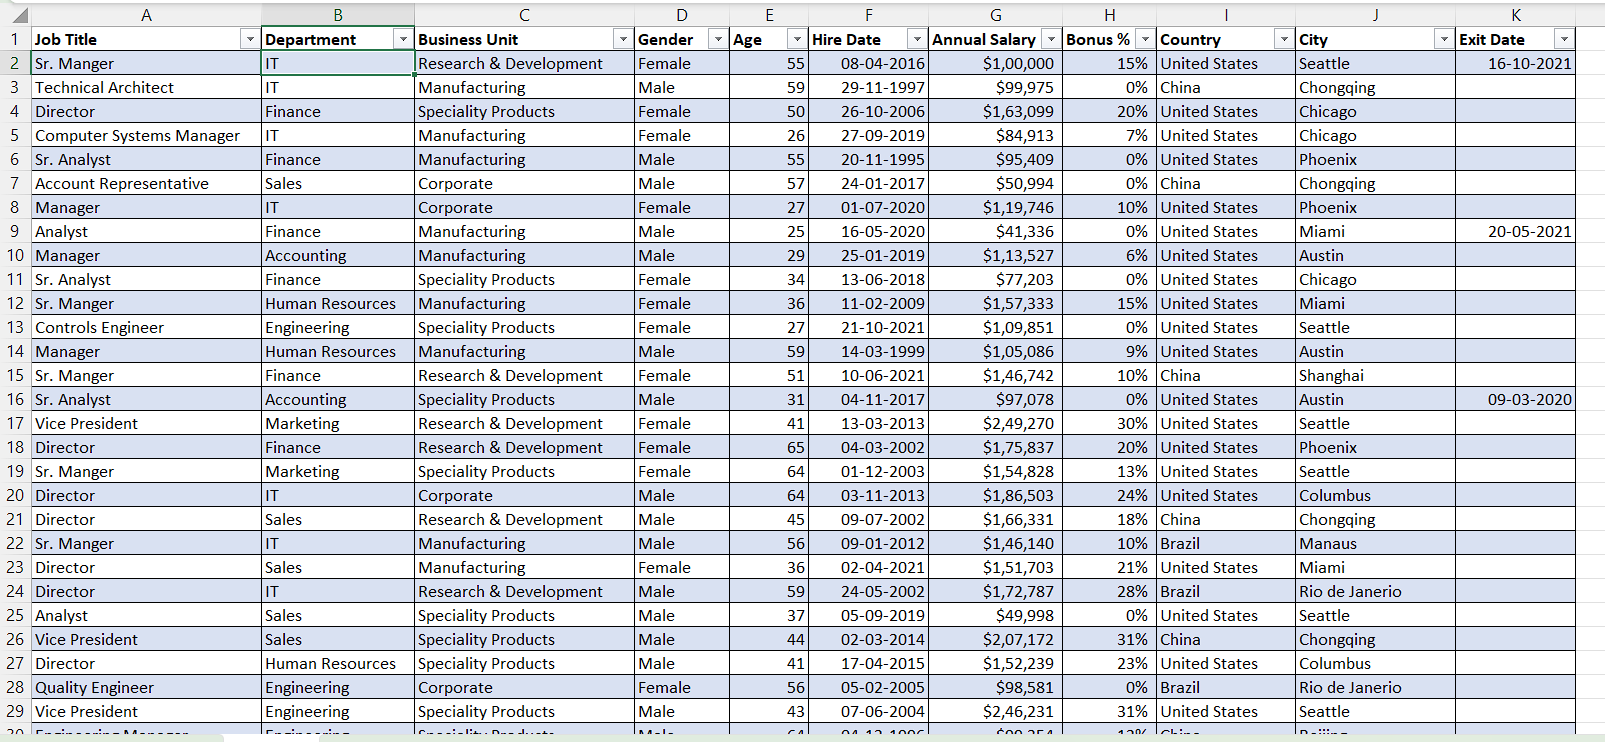 A B C D E F G H I J K
1 Job Title Department Business Unit Gender Age Hire Date Annual Salary Bonus % Country City Exit Date
2 Sr. Manger IT Research & Development Female 55 08-04-2016 $1,00,000 15% United States Seattle 16-10-2021
3 Technical Architect IT Manufacturing Male 59 29-11-1997 $99,975 0% China Chongqing
4 Director Finance Speciality Products Female 50 26-10-2006 $1,63,099 20% United States Chicago
5 Computer Systems Manager IT Manufacturing Female 26 27-09-2019 $84,913 7% United States Chicago
6 Sr. Analyst Finance Manufacturing Male 55 20-11-1995 $95,409 0% United States Phoenix
7 Account Representative Sales Corporate Male 57 24-01-2017 $50,994 0% China Chongqing
8 Manager IT Corporate Female 27 01-07-2020 $1,19,746 10% United States Phoenix
9 Analyst Finance Manufacturing Male 25 16-05-2020 $41,336 0% United States Miami 20-05-2021
10 Manager Accounting Manufacturing Male 29 25-01-2019 $1,13,527 6% United States Austin
11 Sr. Analyst Finance Speciality Products Female 34 13-06-2018 $77,203 0% United States Chicago
12 Sr. Manger Human Resources Manufacturing Female 36 11-02-2009 $1,57,333 15% United States Miami
13 Controls Engineer Engineering Speciality Products Female 27 21-10-2021 $1,09,851 0% United States Seattle
14 Manager Human Resources Manufacturing Male 59 14-03-1999 $1,05,086 9% United States Austin
15 Sr. Manger Finance Research & Development Female 51 10-06-2021 $1,46,742 10% China Shanghai
16 Sr. Analyst Accounting Speciality Products Male 31 04-11-2017 $97,078 0% United States Austin 09-03-2020
17 Vice President Marketing Research & Development Female 41 13-03-2013 $2,49,270 30% United States Seattle
18 Director Finance Research & Development Female 65 04-03-2002 $1,75,837 20% United States Phoenix
19 Sr. Manger Marketing Speciality Products Female 64 01-12-2003 $1,54,828 13% United States Seattle
20 Director IT Corporate Male 64 03-11-2013 $1,86,503 24% United States Columbus
21 Director Sales Research & Development Male 45 09-07-2002 $1,66,331 18% China Chongqing
22 Sr. Manger IT Manufacturing Male 56 09-01-2012 $1,46,140 10% Brazil Manaus
23 Director Sales Manufacturing Female 36 02-04-2021 $1,51,703 21% United States Miami
24 Director IT Research & Development Male 59 24-05-2002 $1,72,787 28% Brazil Rio de Janerio
25 Analyst Sales Speciality Products Male 37 05-09-2019 $49,998 0% United States Seattle
26 Vice President Sales Speciality Products Male 44 02-03-2014 $2,07,172 31% China Chongqing
27 Director Human Resources Speciality Products Male 41 17-04-2015 $1,52,239 23% United States Columbus
28 Quality Engineer Engineering Corporate Female 56 05-02-2005 $98,581 0% Brazil Rio de Janerio
29 Vice President Engineering Speciality Products Male 43 07-06-2004 $2,46,231 31% United States Seattle